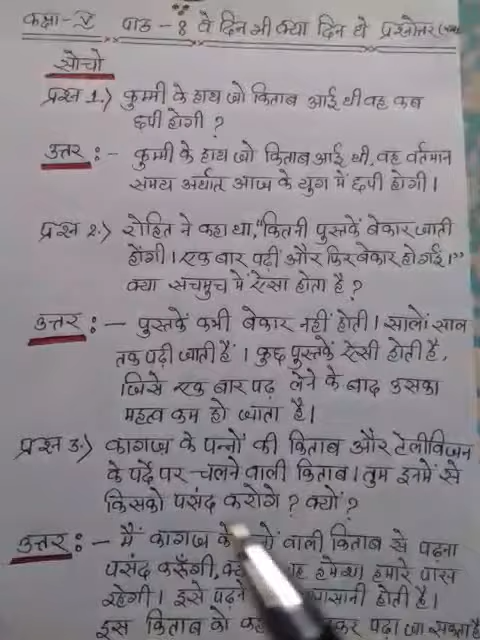 कक्षा - V पाठ - 8 वे दिन भी क्या दिन थे प्रश्नोत्तर
सोचो
प्रश्न 1.) कुम्मी के हाथ जो किताब आई थी वह कब
छपी होगी ?
उत्तर :- कुम्मी के हाथ जो किताब आई थी, वह वर्तमान
समय अर्थात् आज के युग में छपी होगी।
प्रश्न 2.) रोहित ने कहा था, "कितनी पुस्तकें बेकार जाती
होंगी। एक बार पढ़ी और फिर बेकार हो गई।"
क्या सचमुच में ऐसा होता है ?
उत्तर :- पुस्तकें कभी बेकार नहीं होती। सालों साल
तक पढ़ी जाती हैं। कुछ पुस्तकें ऐसी होती है,
जिसे एक बार पढ़ लेने के बाद उसका
महत्व कम हो जाता है।
प्रश्न 3.) कागज के पन्नों की किताब और टेलीविजन
के पर्दे पर चलने वाली किताब। तुम इनमें से
किसको पसंद करोगे ? क्यों ?
उत्तर :- मैं कागज के वाली किताब से पढ़ना
पसंद करूँगी, हमेशा हमारे पास
रहेगी। इसे पढ़ने आसानी होती है।
इस किताब को पढ़ा जा सकता है